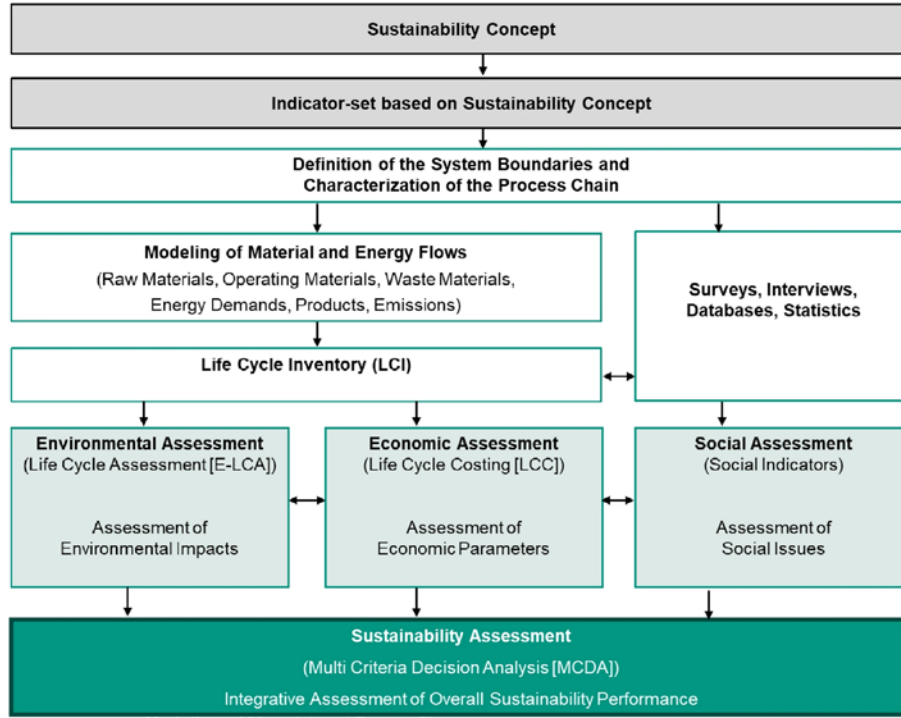 Sustainability Concept
Indicator-set based on Sustainability Concept
Definition of the System Boundaries and
Characterization of the Process Chain
Modeling of Material and Energy Flows
(Raw Materials, Operating Materials, Waste Materials,
Energy Demands, Products, Emissions)
Surveys, Interviews,
Databases, Statistics
Life Cycle Inventory (LCI)
Environmental Assessment
(Life Cycle Assessment [E-LCA])
Assessment of
Environmental Impacts
Economic Assessment
(Life Cycle Costing [LCC])
Assessment of
Economic Parameters
Social Assessment
(Social Indicators)
Assessment of
Social Issues
Sustainability Assessment
(Multi Criteria Decision Analysis [MCDA])
Integrative Assessment of Overall Sustainability Performance